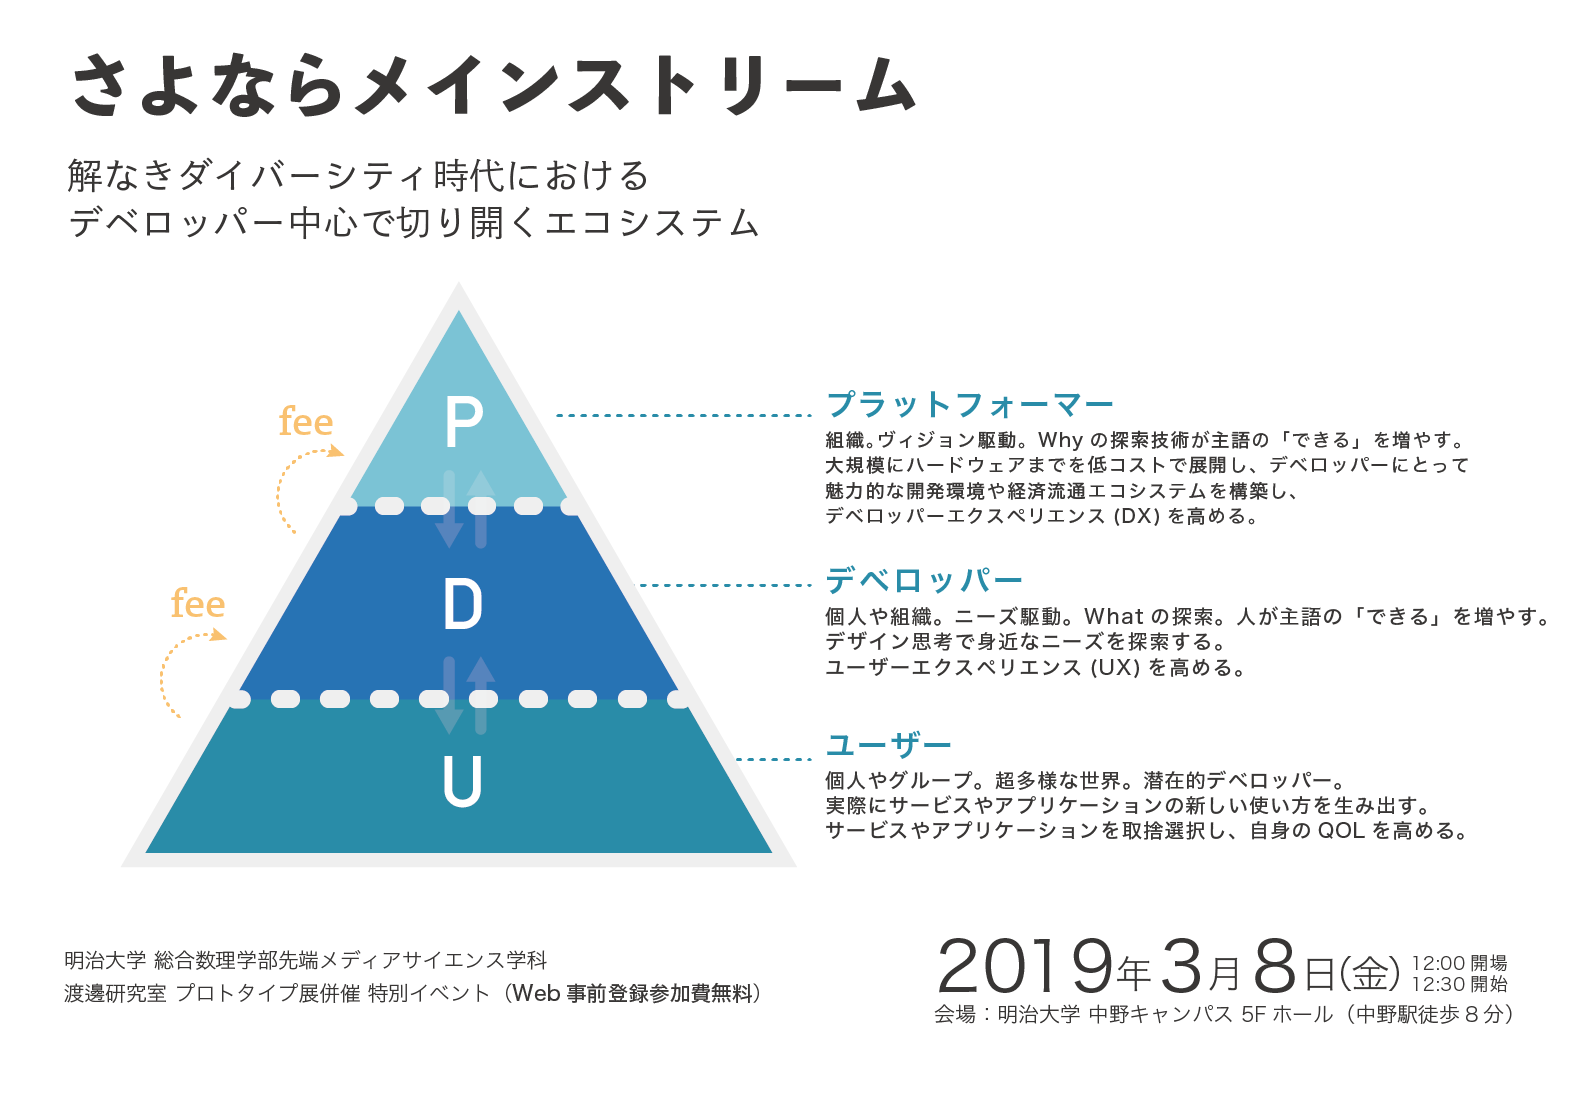 さよならメインストリーム
解なきダイバーシティ時代における
デベロッパー中心で切り開くエコシステム
P
fee
プラットフォーマー
組織。ヴィジョン駆動。Why の探索技術が主語の「できる」を増やす。
大規模にハードウェアまでを低コストで展開し、デベロッパーにとって
魅力的な開発環境や経済流通エコシステムを構築し、
デベロッパーエクスペリエンス (DX) を高める。
D
fee
デベロッパー
個人や組織。ニーズ駆動。What の探索。人が主語の「できる」を増やす。
デザイン思考で身近なニーズを探索する。
ユーザーエクスペリエンス (UX) を高める。
U
ユーザー
個人やグループ。超多様な世界。潜在的デベロッパー。
実際にサービスやアプリケーションの新しい使い方を生み出す。
サービスやアプリケーションを取捨選択し、自身の QOL を高める。
明治大学 総合数理学部先端メディアサイエンス学科
渡邊研究室 プロトタイプ展併催 特別イベント（Web 事前登録参加費無料）
2019年3月8日(金) 12:00 開場
12:30 開始
会場：明治大学 中野キャンパス 5F ホール（中野駅徒歩 8 分）